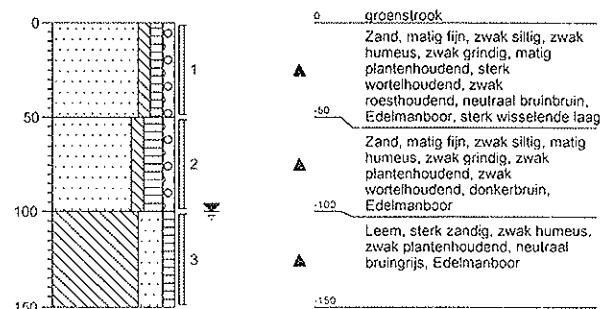 0
50
100
150
1
2
3
0 groenstrook
Zand, matig fijn, zwak siltig, zwak
humeus, zwak grindig, matig
plantenhoudend, sterk
wortelhoudend, zwak
roesthoudend, neutraal bruinbruin,
Edelmanboor, sterk wisselende laag
-50
Zand, matig fijn, zwak siltig, matig
humeus, zwak grindig, zwak
plantenhoudend, zwak
wortelhoudend, donkerbruin,
Edelmanboor
-100
Leem, sterk zandig, zwak humeus,
zwak plantenhoudend, neutraal
bruingrijs, Edelmanboor
-150